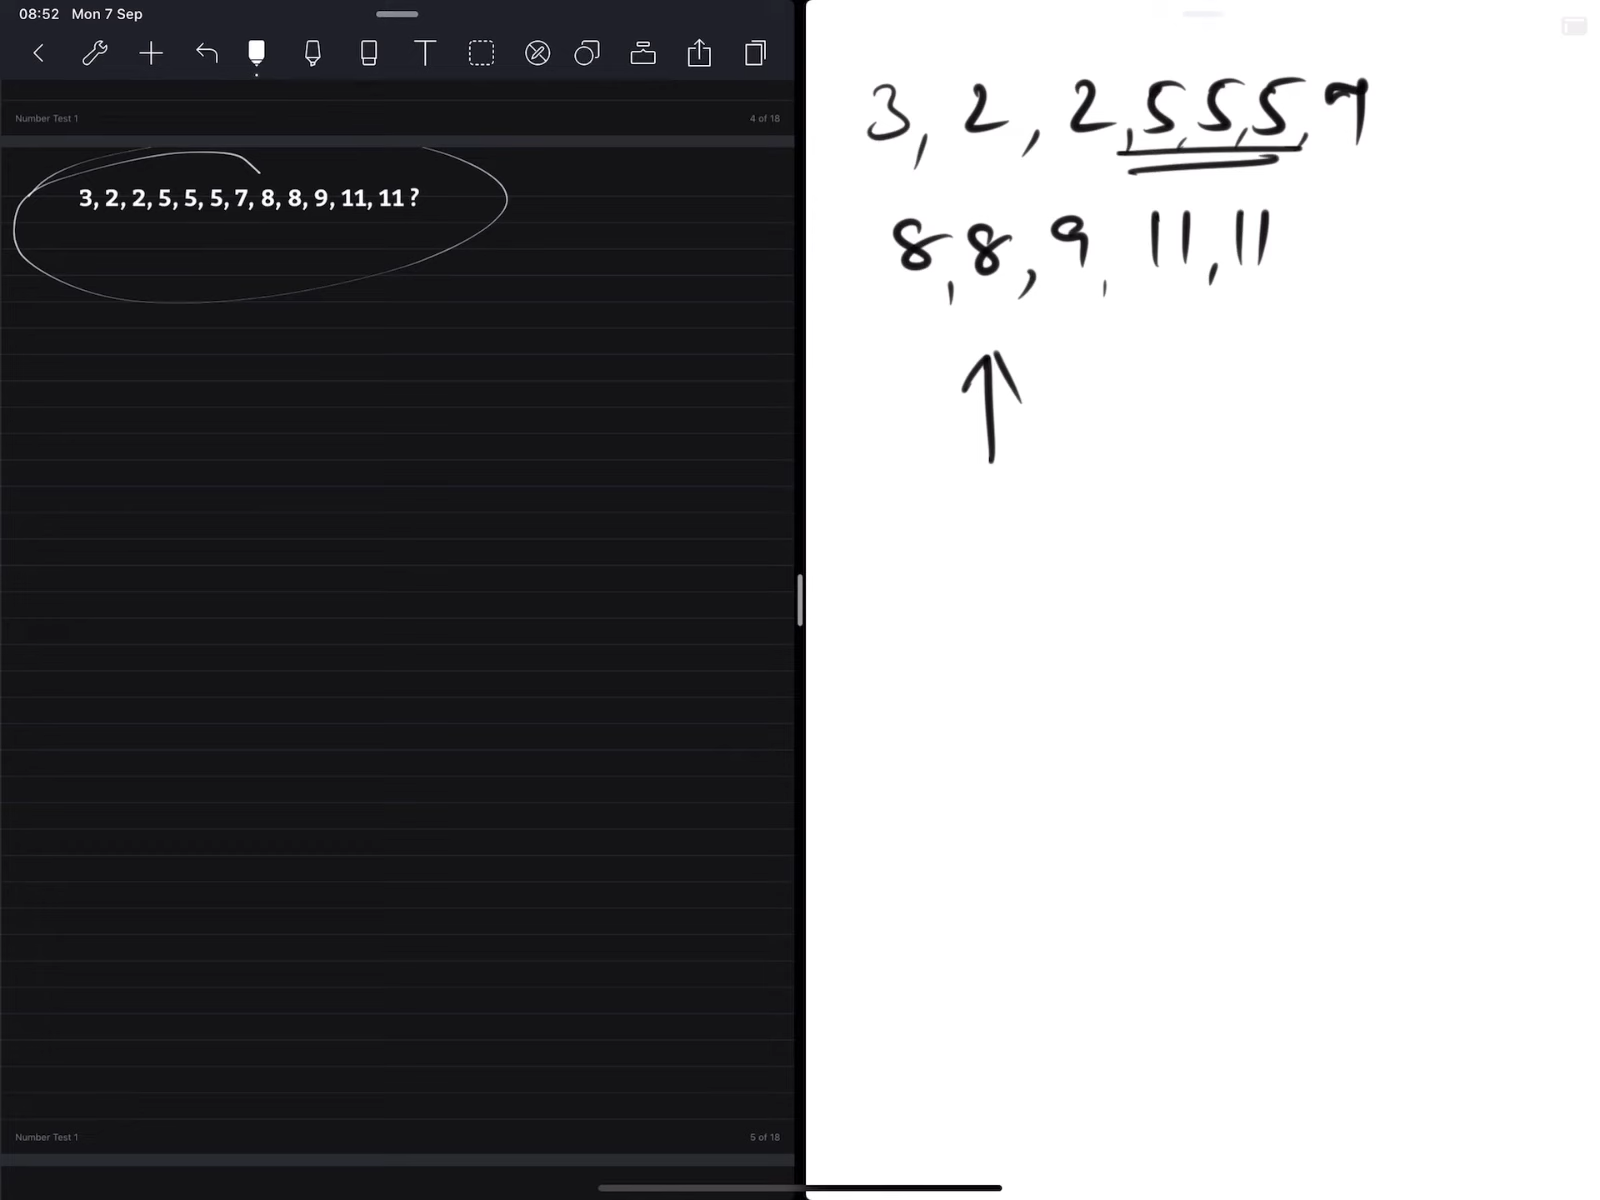 08:52 Mon 7 Sep
T
Number Test 1 4 of 18
3, 2, 2, 5, 5, 5, 7, 8, 8, 9, 11, 11 ?
Number Test 1 5 of 18
3, 2, 2, 5, 5, 5, 7
8, 8, 9, 11, 11